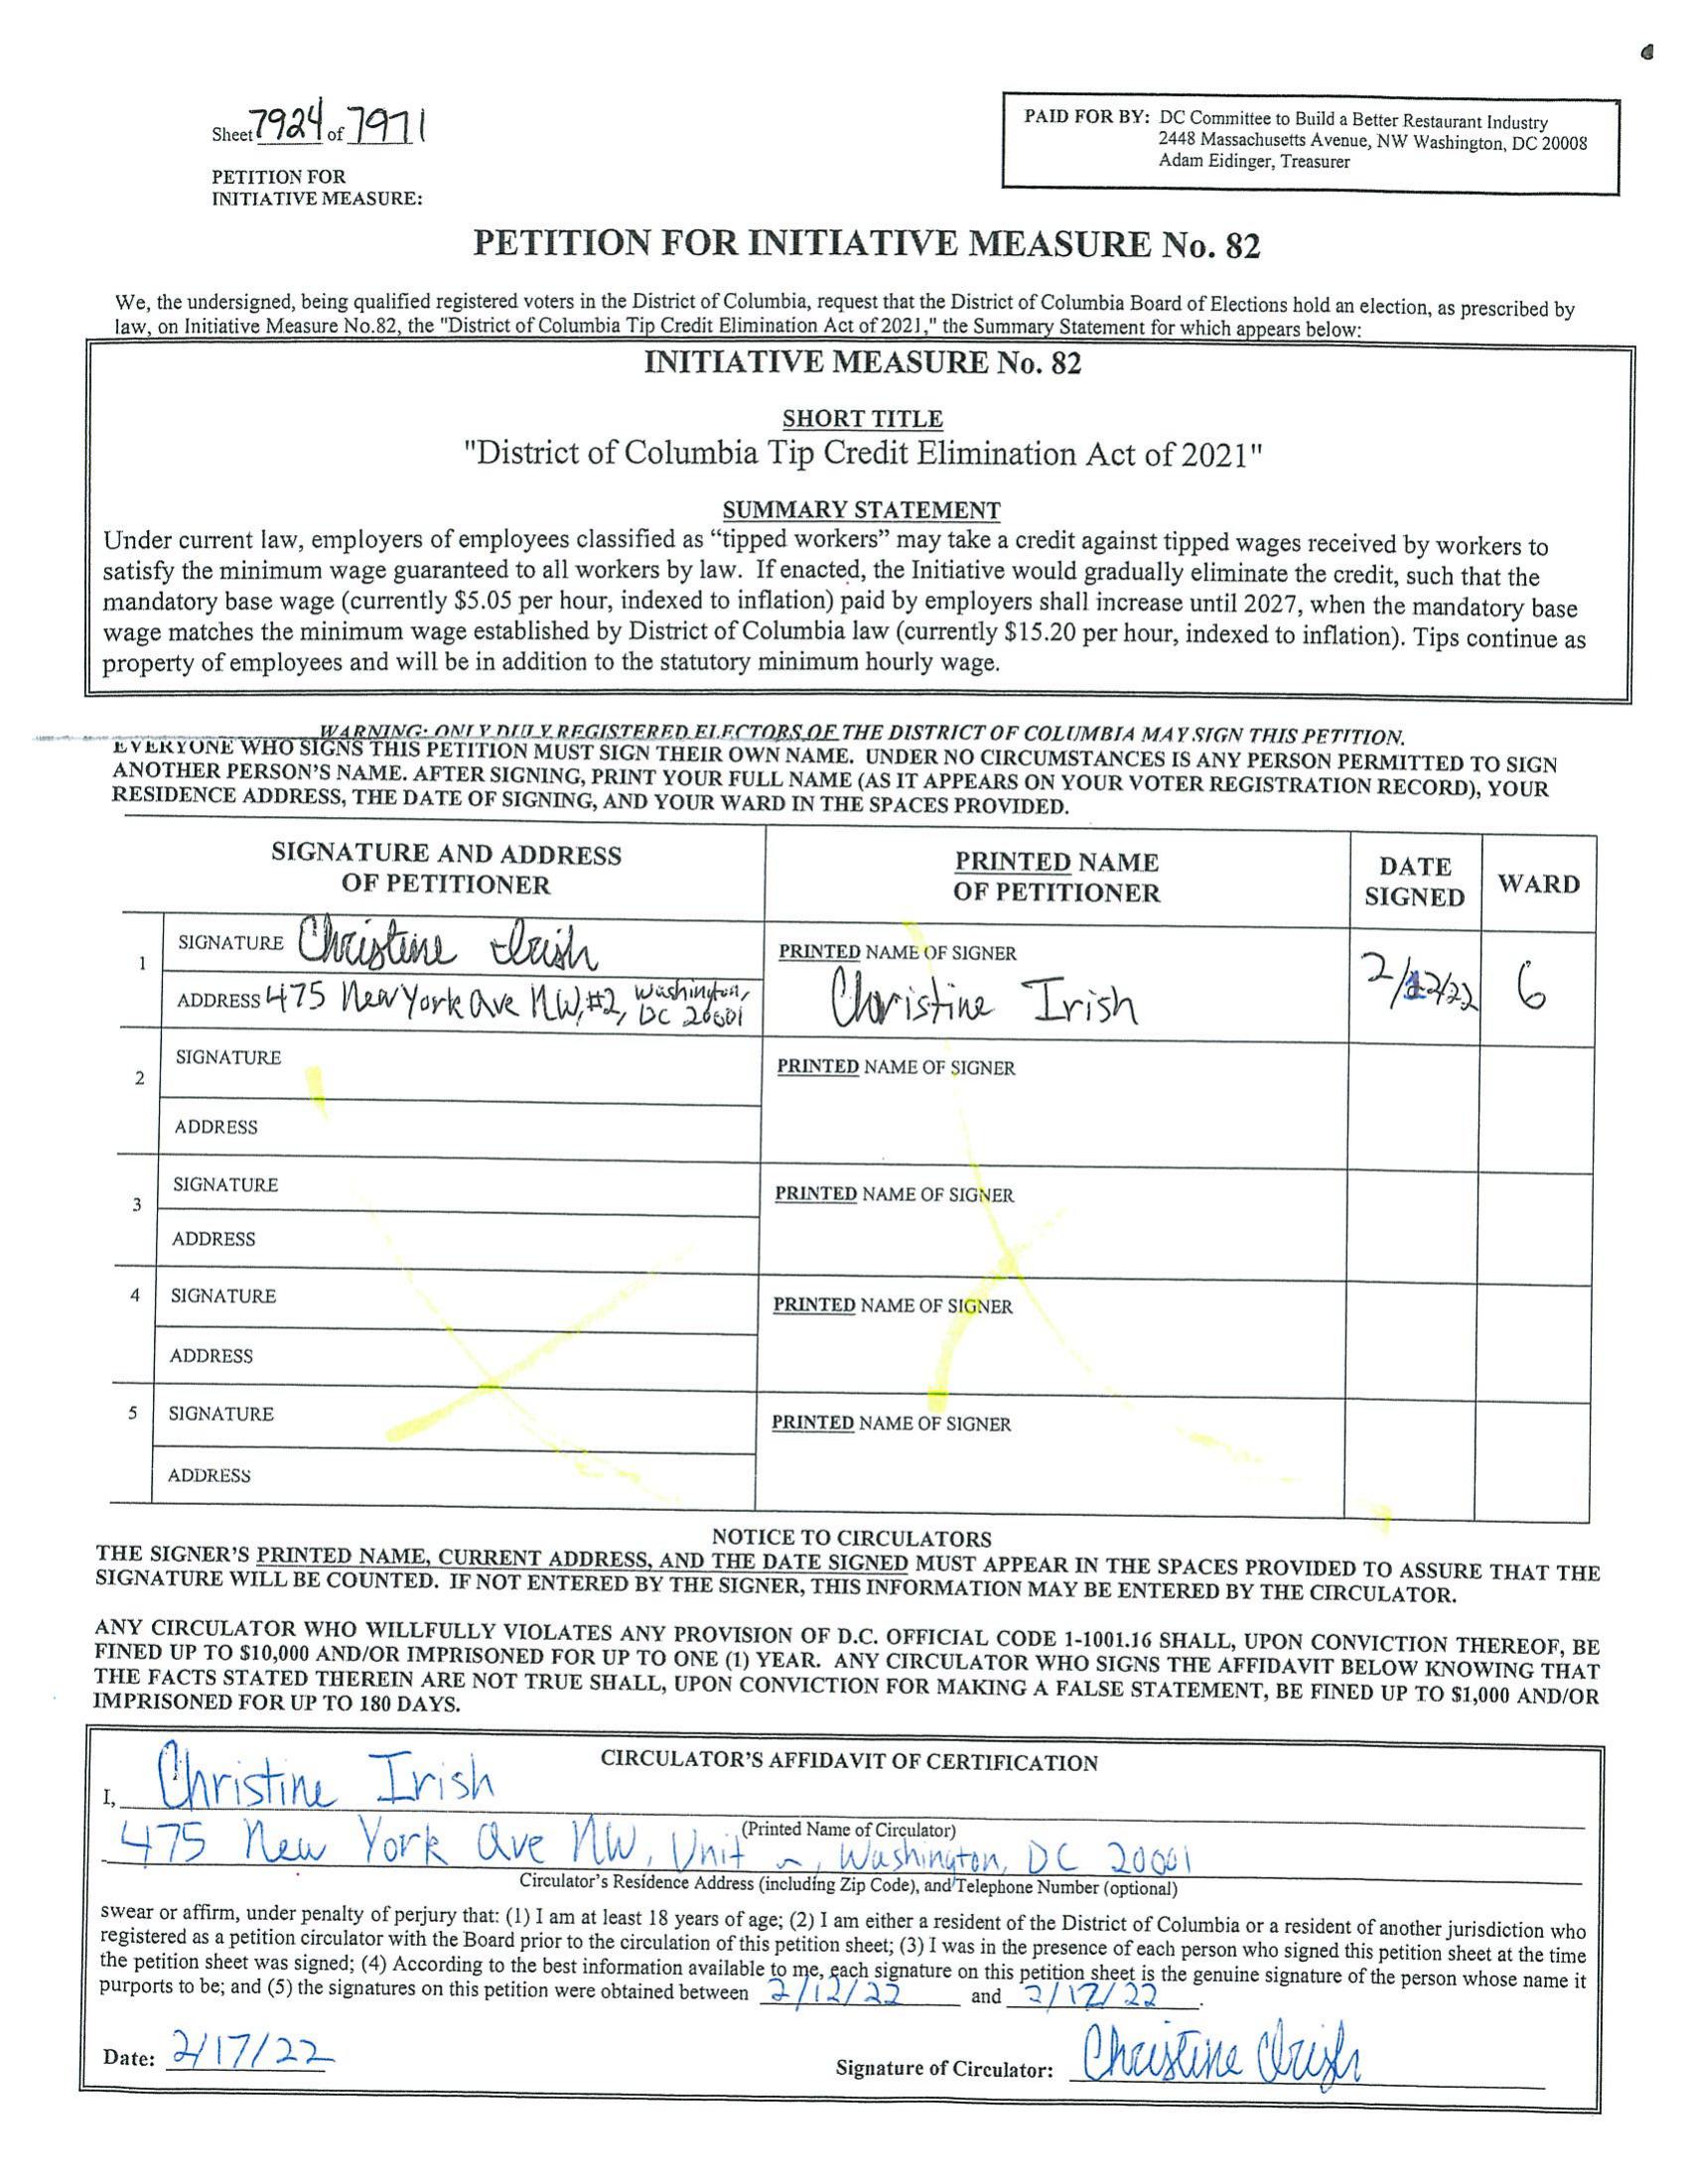 Sheet 7924 of 7971
PETITION FOR
INITIATIVE MEASURE:
PAID FOR BY: DC Committee to Build a Better Restaurant Industry
2448 Massachusetts Avenue, NW Washington, DC 20008
Adam Eidinger, Treasurer
PETITION FOR INITIATIVE MEASURE No. 82
We, the undersigned, being qualified registered voters in the District of Columbia, request that the District of Columbia Board of Elections hold an election, as prescribed by
law, on Initiative Measure No.82, the "District of Columbia Tip Credit Elimination Act of 2021," the Summary Statement for which appears below:
INITIATIVE MEASURE No. 82
SHORT TITLE
"District of Columbia Tip Credit Elimination Act of 2021"
SUMMARY STATEMENT
Under current law, employers of employees classified as “tipped workers” may take a credit against tipped wages received by workers to
satisfy the minimum wage guaranteed to all workers by law. If enacted, the Initiative would gradually eliminate the credit, such that the
mandatory base wage (currently $5.05 per hour, indexed to inflation) paid by employers shall increase until 2027, when the mandatory base
wage matches the minimum wage established by District of Columbia law (currently $15.20 per hour, indexed to inflation). Tips continue as
property of employees and will be in addition to the statutory minimum hourly wage.
WARNING: ONLY DULY REGISTERED ELECTORS OF THE DISTRICT OF COLUMBIA MAY SIGN THIS PETITION.
EVERYONE WHO SIGNS THIS PETITION MUST SIGN THEIR OWN NAME. UNDER NO CIRCUMSTANCES IS ANY PERSON PERMITTED TO SIGN
ANOTHER PERSON'S NAME. AFTER SIGNING, PRINT YOUR FULL NAME (AS IT APPEARS ON YOUR VOTER REGISTRATION RECORD), YOUR
RESIDENCE ADDRESS, THE DATE OF SIGNING, AND YOUR WARD IN THE SPACES PROVIDED.
SIGNATURE AND ADDRESS
OF PETITIONER
PRINTED NAME
OF PETITIONER
DATE
SIGNED
WARD
1
SIGNATURE Christine Irish
ADDRESS 475 New York Ave NW, #2, Washington,
DC 20001
PRINTED NAME OF SIGNER
Christine Irish
2/12/22
6
2
SIGNATURE
ADDRESS
PRINTED NAME OF SIGNER
3
SIGNATURE
ADDRESS
PRINTED NAME OF SIGNER
4
SIGNATURE
ADDRESS
PRINTED NAME OF SIGNER
5
SIGNATURE
ADDRESS
PRINTED NAME OF SIGNER
NOTICE TO CIRCULATORS
THE SIGNER'S PRINTED NAME, CURRENT ADDRESS, AND THE DATE SIGNED MUST APPEAR IN THE SPACES PROVIDED TO ASSURE THAT THE
SIGNATURE WILL BE COUNTED. IF NOT ENTERED BY THE SIGNER, THIS INFORMATION MAY BE ENTERED BY THE CIRCULATOR.
ANY CIRCULATOR WHO WILLFULLY VIOLATES ANY PROVISION OF D.C. OFFICIAL CODE 1-1001.16 SHALL, UPON CONVICTION THEREOF, BE
FINED UP TO $10,000 AND/OR IMPRISONED FOR UP TO ONE (1) YEAR. ANY CIRCULATOR WHO SIGNS THE AFFIDAVIT BELOW KNOWING THAT
THE FACTS STATED THEREIN ARE NOT TRUE SHALL, UPON CONVICTION FOR MAKING A FALSE STATEMENT, BE FINED UP TO $1,000 AND/OR
IMPRISONED FOR UP TO 180 DAYS.
CIRCULATOR'S AFFIDAVIT OF CERTIFICATION
I, Christine Irish
(Printed Name of Circulator)
475 New York Ave NW, Unit , Washington, DC 20001
Circulator's Residence Address (including Zip Code), and Telephone Number (optional)
swear or affirm, under penalty of perjury that: (1) I am at least 18 years of age; (2) I am either a resident of the District of Columbia or a resident of another jurisdiction who
registered as a petition circulator with the Board prior to the circulation of this petition sheet; (3) I was in the presence of each person who signed this petition sheet at the time
the petition sheet was signed; (4) According to the best information available to me, each signature on this petition sheet is the genuine signature of the person whose name it
purports to be; and (5) the signatures on this petition were obtained between 2/12/22 and 2/12/22.
Date: 2/17/22
Signature of Circulator: Christine Irish